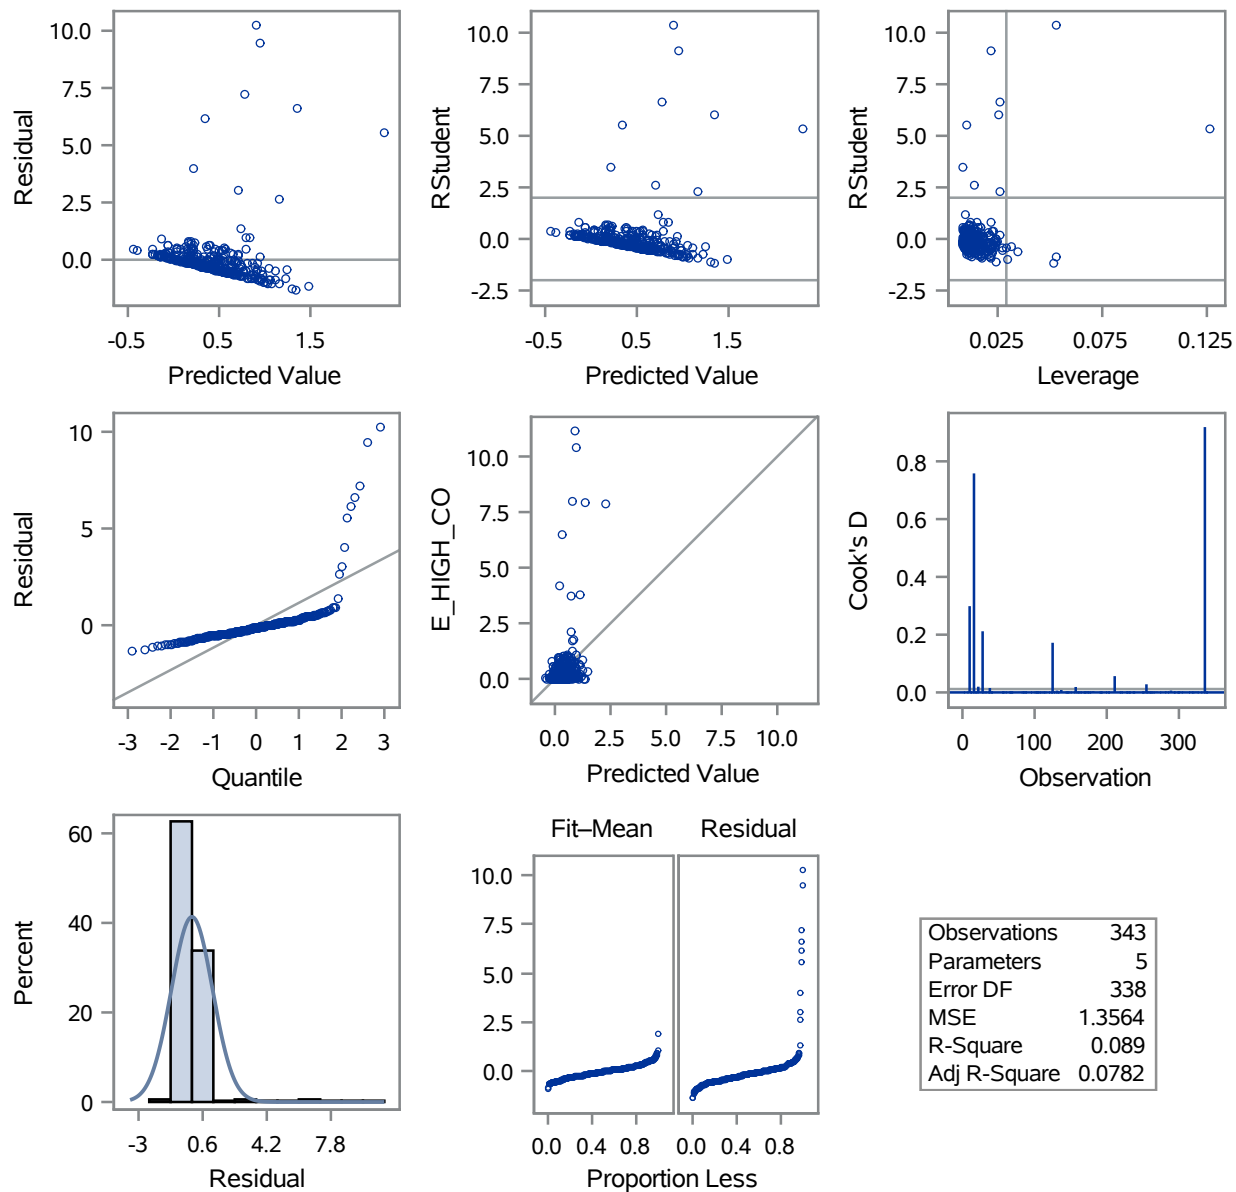 10.0
7.5
5.0
2.5
0.0
Residual
-0.5 0.5 1.5
Predicted Value
10.0
7.5
5.0
2.5
0.0
-2.5
RStudent
-0.5 0.5 1.5
Predicted Value
10.0
7.5
5.0
2.5
0.0
-2.5
RStudent
0.025 0.075 0.125
Leverage
10
5
0
Residual
-3 -2 -1 0 1 2 3
Quantile
10.0
7.5
5.0
2.5
0.0
E_HIGH_CO
0.0 2.5 5.0 7.5 10.0
Predicted Value
0.8
0.6
0.4
0.2
0.0
Cook's D
0 100 200 300
Observation
60
40
20
0
Percent
-3 0.6 4.2 7.8
Residual
Fit–Mean Residual
10.0
7.5
5.0
2.5
0.0
0.0 0.4 0.8 0.0 0.4 0.8
Proportion Less
Observations 343
Parameters 5
Error DF 338
MSE 1.3564
R-Square 0.089
Adj R-Square 0.0782